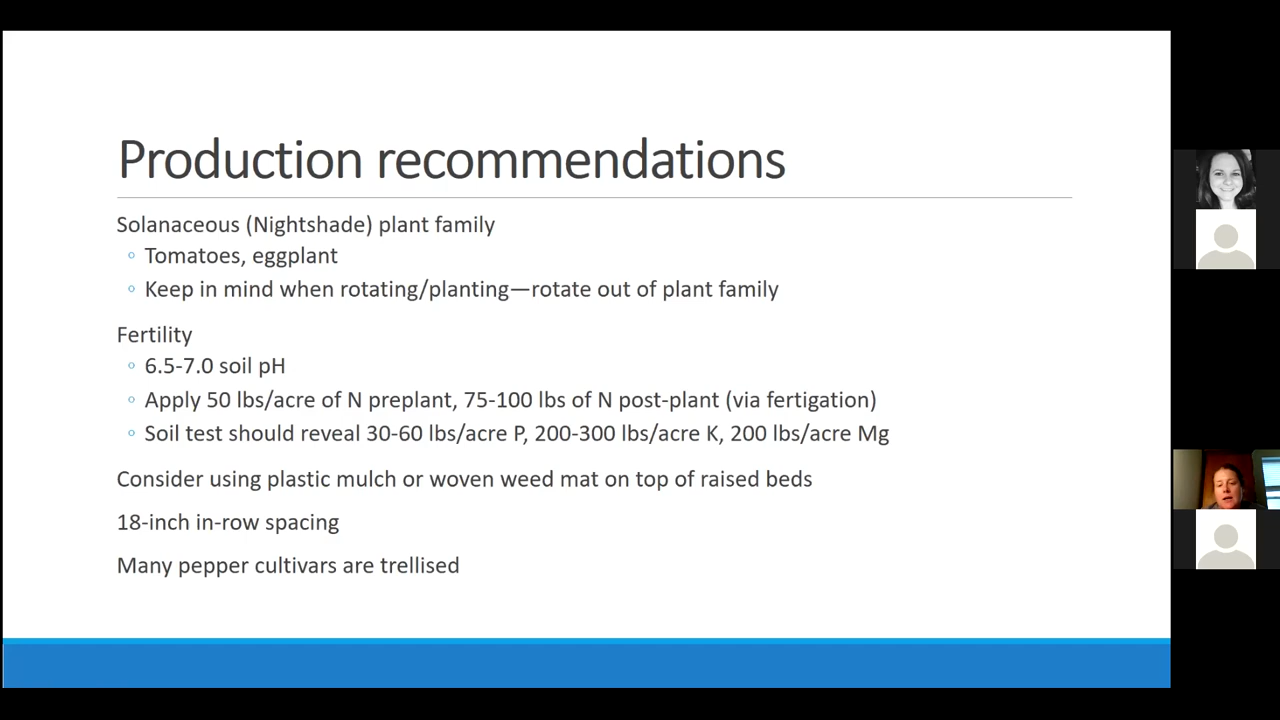 Production recommendations
Solanaceous (Nightshade) plant family
◦ Tomatoes, eggplant
◦ Keep in mind when rotating/planting—rotate out of plant family
Fertility
◦ 6.5-7.0 soil pH
◦ Apply 50 lbs/acre of N preplant, 75-100 lbs of N post-plant (via fertigation)
◦ Soil test should reveal 30-60 lbs/acre P, 200-300 lbs/acre K, 200 lbs/acre Mg
Consider using plastic mulch or woven weed mat on top of raised beds
18-inch in-row spacing
Many pepper cultivars are trellised